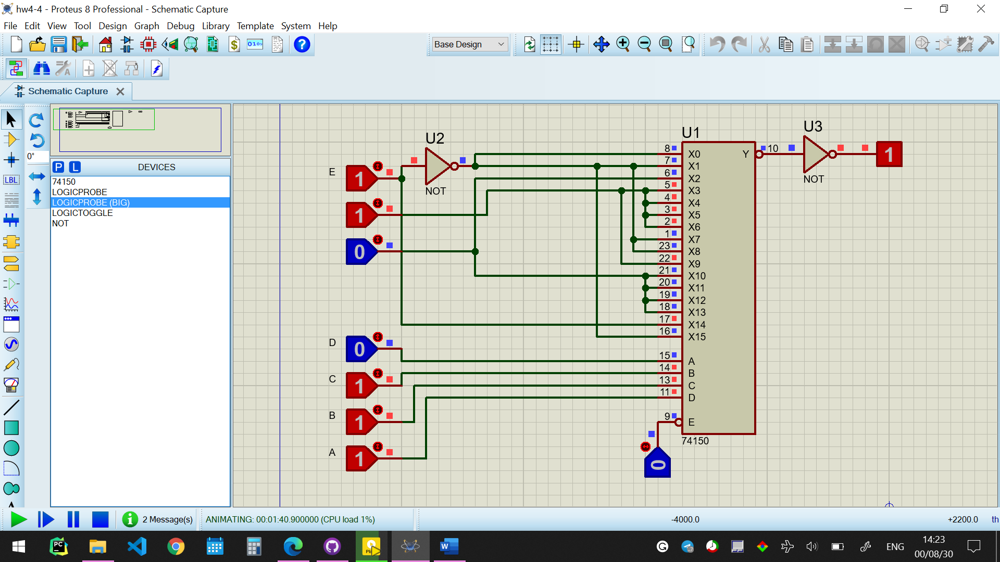 hw4-4 - Proteus 8 Professional - Schematic Capture
File Edit View Tool Design Graph Debug Library Template System Help
$ 0101 ? Base Design
Schematic Capture
0°
P L DEVICES
LBL
74150
LOGICPROBE
LOGICPROBE (BIG)
LOGICTOGGLE
NOT
U2
NOT
U1
U3
NOT
E
1
1
0
D
0
C
1
B
1
A
1
8 X0
7 X1
6 X2
5 X3
4 X4
3 X5
2 X6
1 X7
23 X8
22 X9
21 X10
20 X11
19 X12
18 X13
17 X14
16 X15
15 A
14 B
13 C
11 D
9 E
Y 10
1
74150
0
2 Message(s) ANIMATING: 00:01:40.900000 (CPU load 1%) -4000.0 +2200.0 th
PC W G ENG
14:23
00/08/30